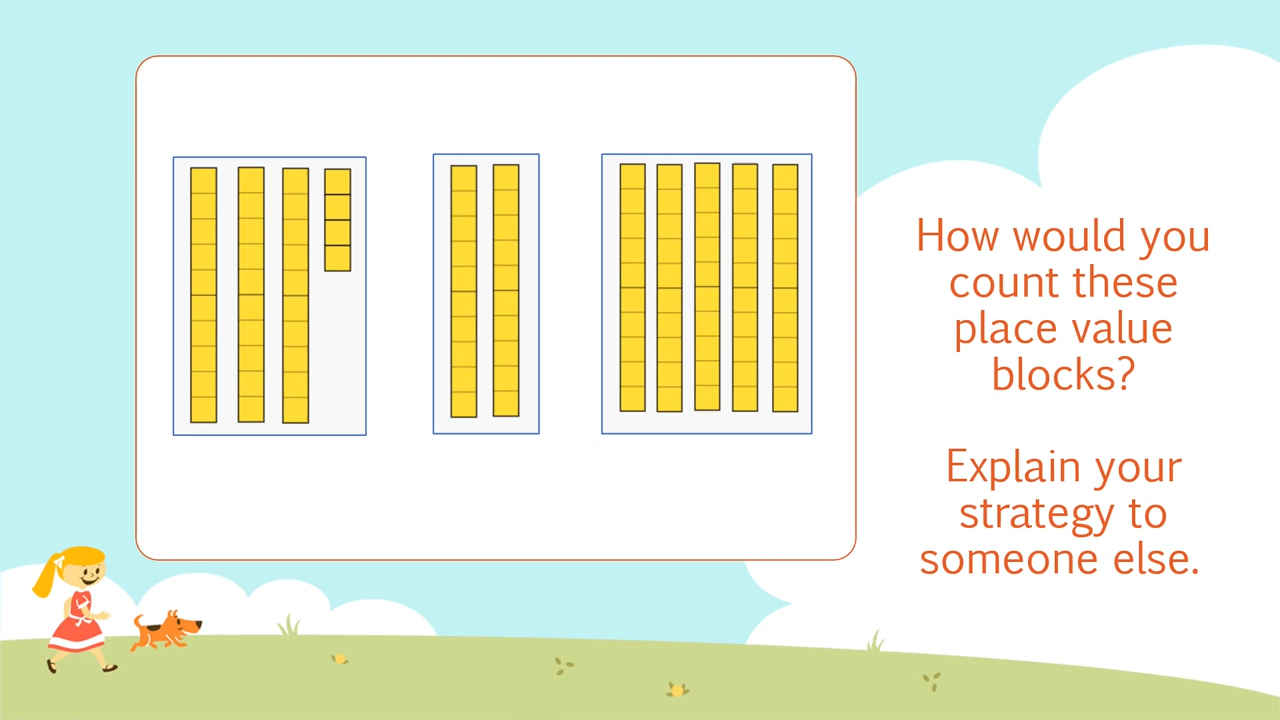 How would you
count these
place value
blocks?
Explain your
strategy to
someone else.